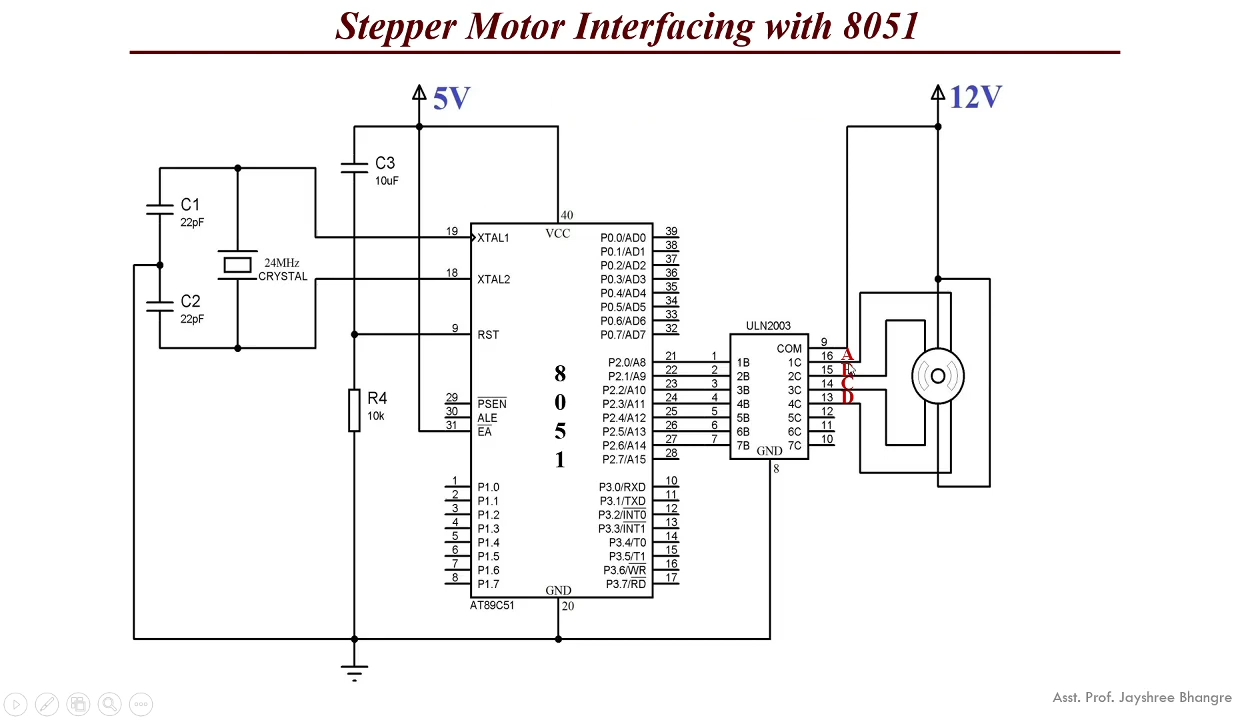 Stepper Motor Interfacing with 8051
5V
12V
C3
10uF
C1
22pF
24MHz
CRYSTAL
C2
22pF
R4
10k
40
VCC
19 XTAL1
18 XTAL2
9 RST
29 PSEN
30 ALE
31 EA
1 P1.0
2 P1.1
3 P1.2
4 P1.3
5 P1.4
6 P1.5
7 P1.6
8 P1.7
8
0
5
1
P0.0/AD0 39
P0.1/AD1 38
P0.2/AD2 37
P0.3/AD3 36
P0.4/AD4 35
P0.5/AD5 34
P0.6/AD6 33
P0.7/AD7 32
P2.0/A8 21
P2.1/A9 22
P2.2/A10 23
P2.3/A11 24
P2.4/A12 25
P2.5/A13 26
P2.6/A14 27
P2.7/A15 28
P3.0/RXD 10
P3.1/TXD 11
P3.2/INT0 12
P3.3/INT1 13
P3.4/T0 14
P3.5/T1 15
P3.6/WR 16
P3.7/RD 17
GND
20
AT89C51
ULN2003
COM 9
1 1B 1C 16 A
2 2B 2C 15
3 3B 3C 14 C
4 4B 4C 13 D
5 5B 5C 12
6 6B 6C 11
7 7B 7C 10
GND
8
Asst. Prof. Jayshree Bhangre